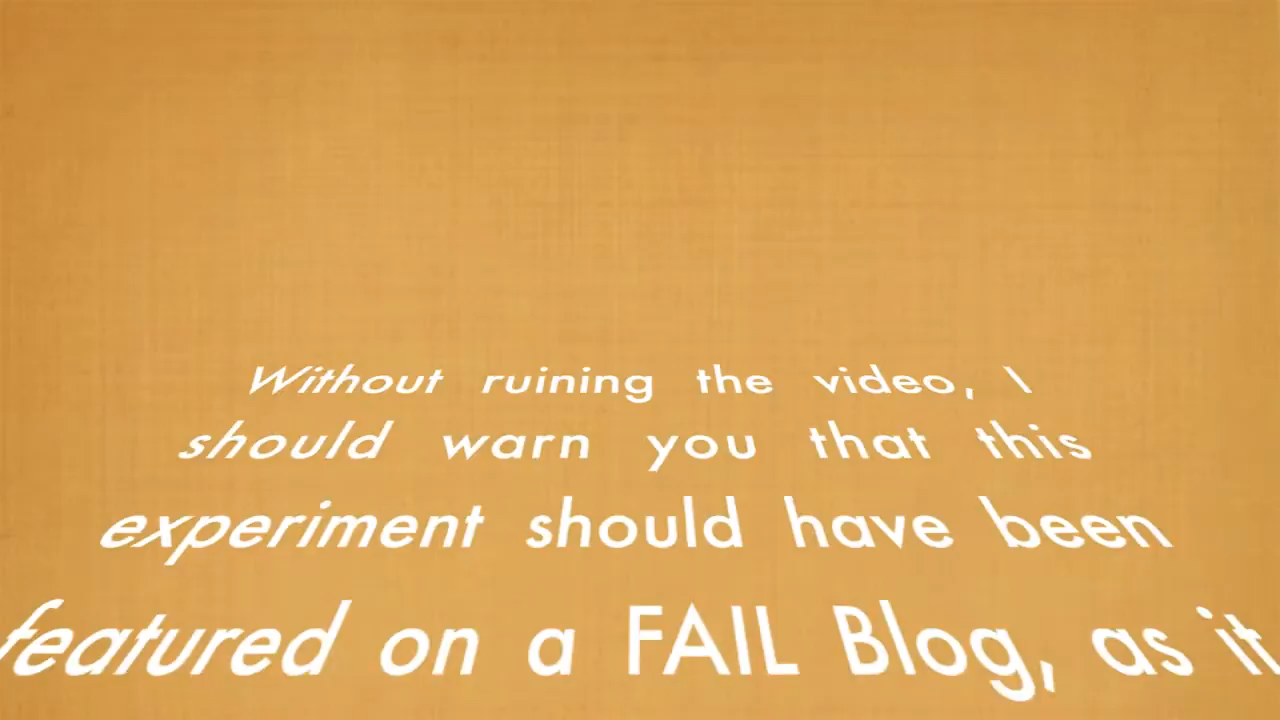 Without ruining the video, I
should warn you that this
experiment should have been
featured on a FAIL Blog, as it